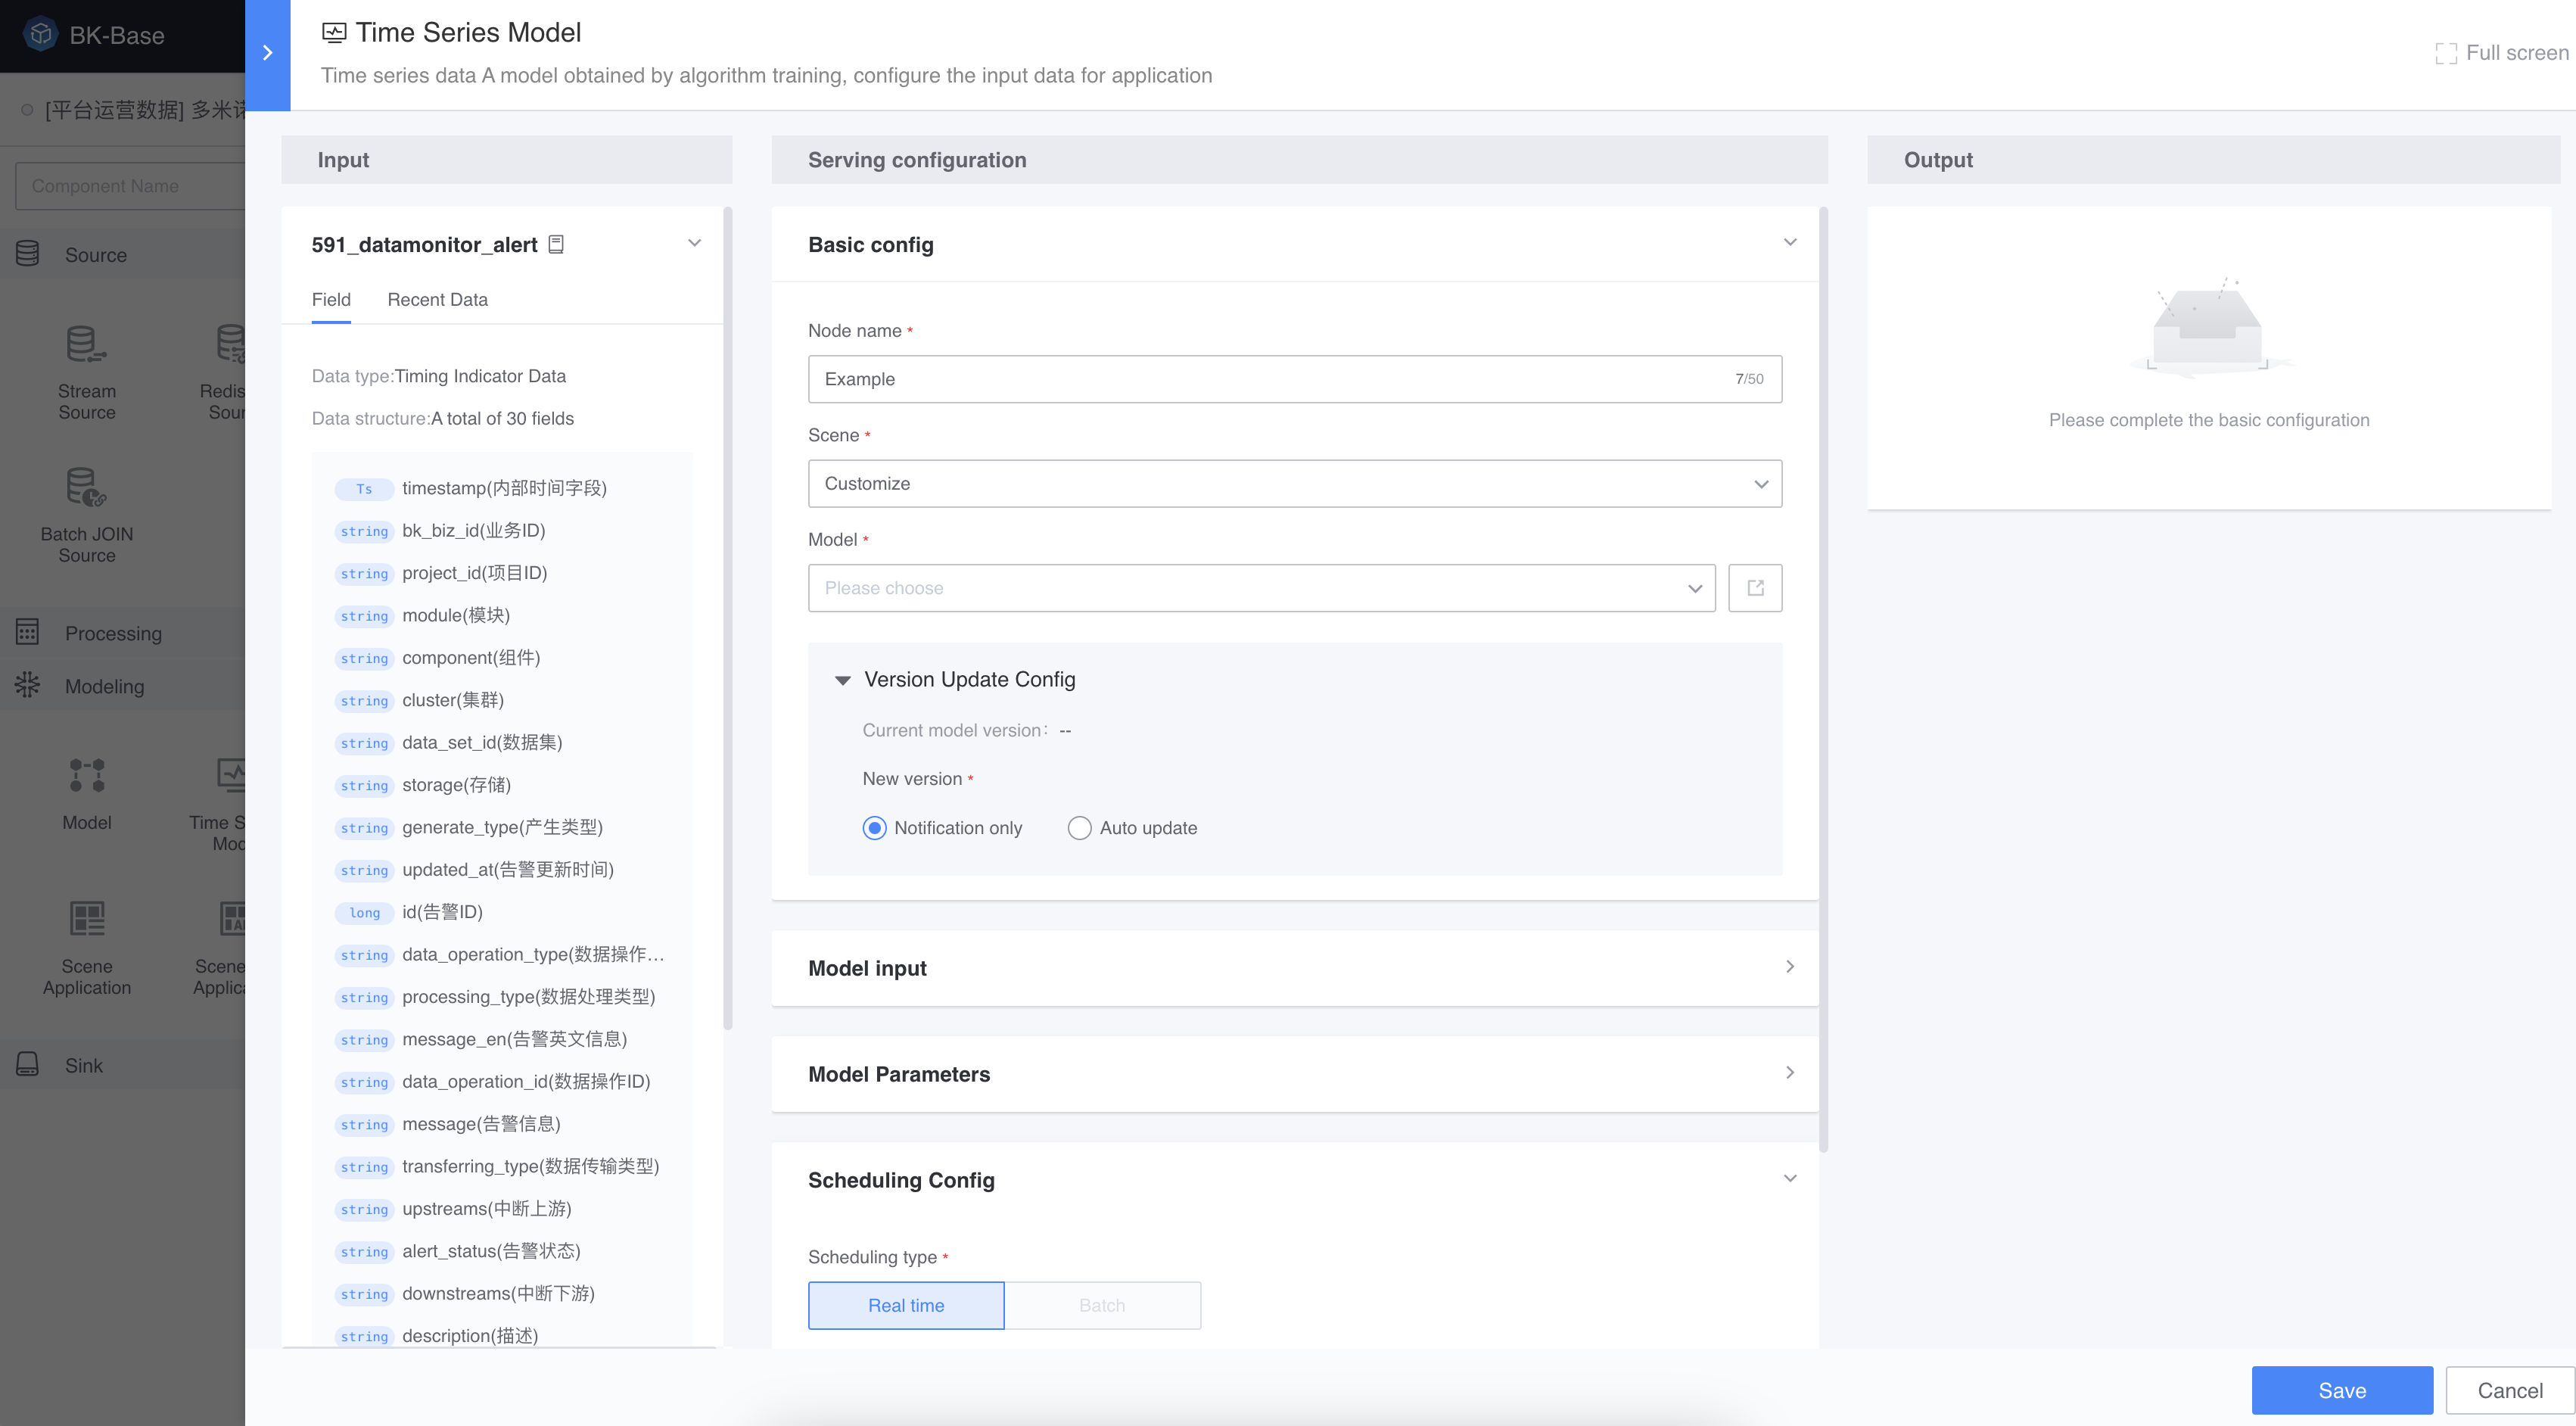 BK-Base
[平台运营数据] 多米诺
Component Name
Source
Stream
Source
Redis
Sour
Batch JOIN
Source
Processing
Modeling
Model
Time S
Mod
Scene
Application
Scene
Applica
Sink
Time Series Model
Time series data A model obtained by algorithm training, configure the input data for application
Full screen
Input
591_datamonitor_alert
Field Recent Data
Data type:Timing Indicator Data
Data structure:A total of 30 fields
Ts timestamp(内部时间字段)
string bk_biz_id(业务ID)
string project_id(项目ID)
string module(模块)
string component(组件)
string cluster(集群)
string data_set_id(数据集)
string storage(存储)
string generate_type(产生类型)
string updated_at(告警更新时间)
long id(告警ID)
string data_operation_type(数据操作...
string processing_type(数据处理类型)
string message_en(告警英文信息)
string data_operation_id(数据操作ID)
string message(告警信息)
string transferring_type(数据传输类型)
string upstreams(中断上游)
string alert_status(告警状态)
string downstreams(中断下游)
string description(描述)
Serving configuration
Basic config
Node name *
Example 7/50
Scene *
Customize
Model *
Please choose
Version Update Config
Current model version： --
New version *
Notification only Auto update
Model input
Model Parameters
Scheduling Config
Scheduling type *
Real time Batch
Output
Please complete the basic configuration
Save Cancel